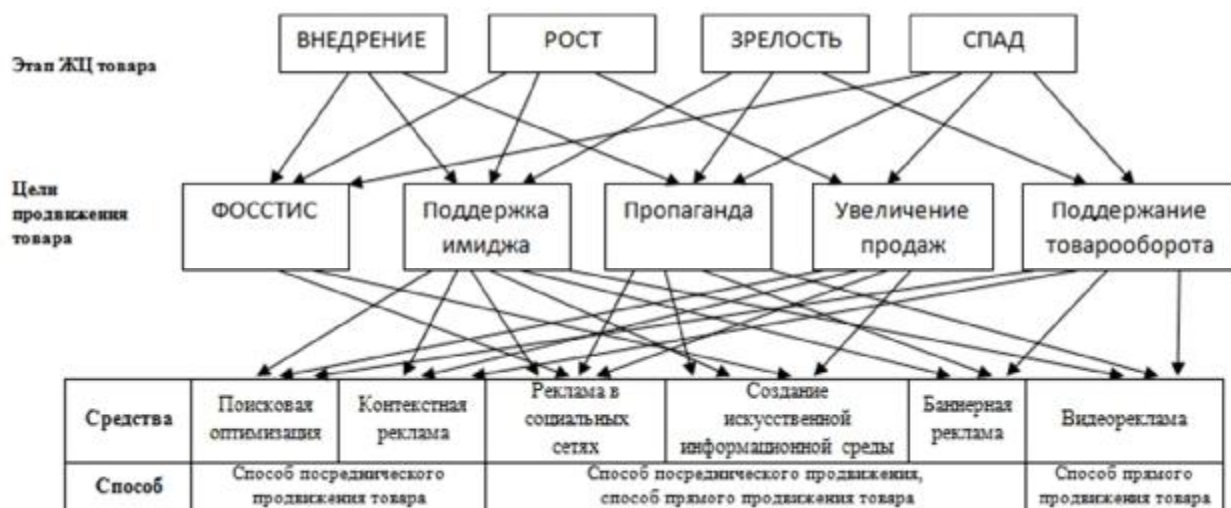 ВНЕДРЕНИЕ
РОСТ
ЗРЕЛОСТЬ
СПАД
Этап ЖЦ товара
Цели
продвижения
товара
ФОССТИС
Поддержка
имиджа
Пропаганда
Увеличение
продаж
Поддержание
товарооборота
Средства
Поисковая
оптимизация
Контекстная
реклама
Реклама в
социальных
сетях
Создание
искусственной
информационной среды
Баннерная
реклама
Видеореклама
Способ
Способ посреднического
продвижения товара
Способ посреднического продвижения,
способ прямого продвижения товара
Способ прямого
продвижения товара